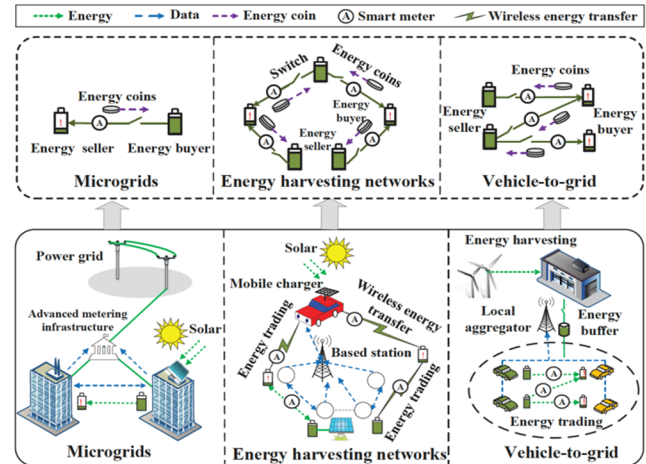 Energy
Data
Energy coin
A Smart meter
Wireless energy transfer
Energy coins
A
Energy seller
Energy buyer
Microgrids
Switch
Energy coins
A
A
Energy buyer
Energy seller
A
A
Energy harvesting networks
Energy coins
A
Energy seller
Energy buyer
A
Vehicle-to-grid
Power grid
Advanced metering
infrastructure
Solar
A
Microgrids
Solar
Mobile charger
Wireless energy
transfer
A
Energy trading
A
Based station
A
A
Energy trading
Energy harvesting networks
Energy harvesting
Local
aggregator
Energy
buffer
A
A
A
Energy trading
Vehicle-to-grid